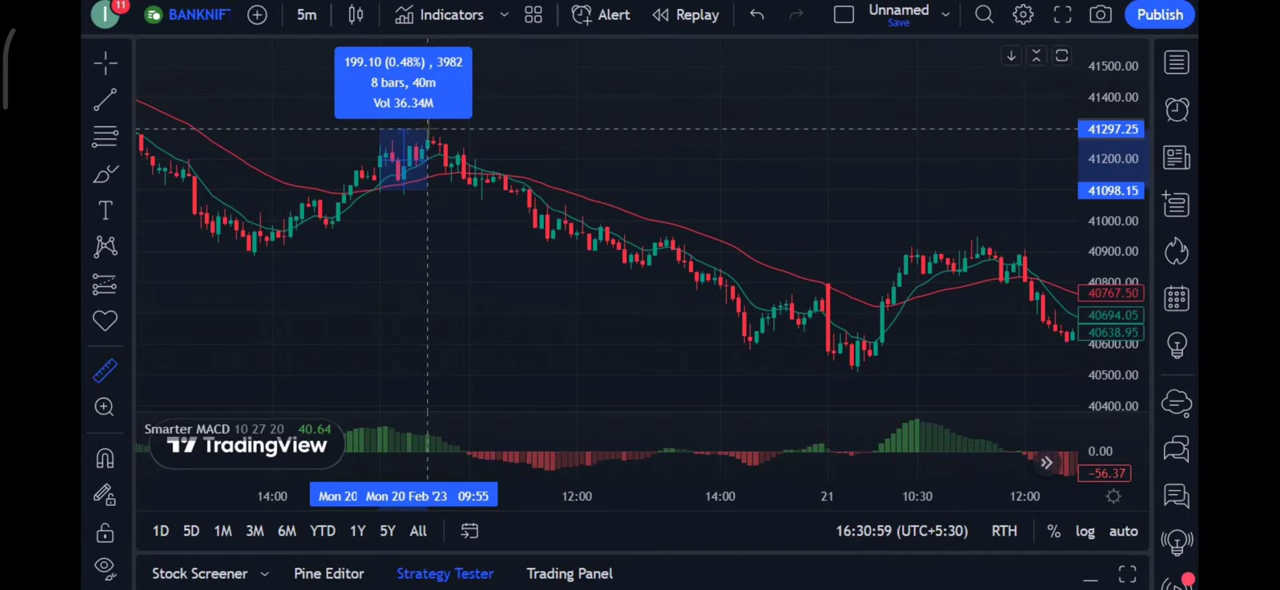 11
I
BANKNIF
5m
Indicators
Alert
Replay
Unnamed
Save
Publish
199.10 (0.48%) , 3982
8 bars, 40m
Vol 36.34M
41500.00
41400.00
41297.25
41200.00
41098.15
41000.00
40900.00
40800.00
40767.50
40694.05
40638.95
40600.00
40500.00
40400.00
Smarter MACD 10 27 20 40.64
TradingView
0.00
−56.37
14:00
Mon 20
Mon 20 Feb '23 09:55
12:00
14:00
21
10:30
12:00
1D 5D 1M 3M 6M YTD 1Y 5Y All
16:30:59 (UTC+5:30) RTH % log auto
Stock Screener Pine Editor Strategy Tester Trading Panel